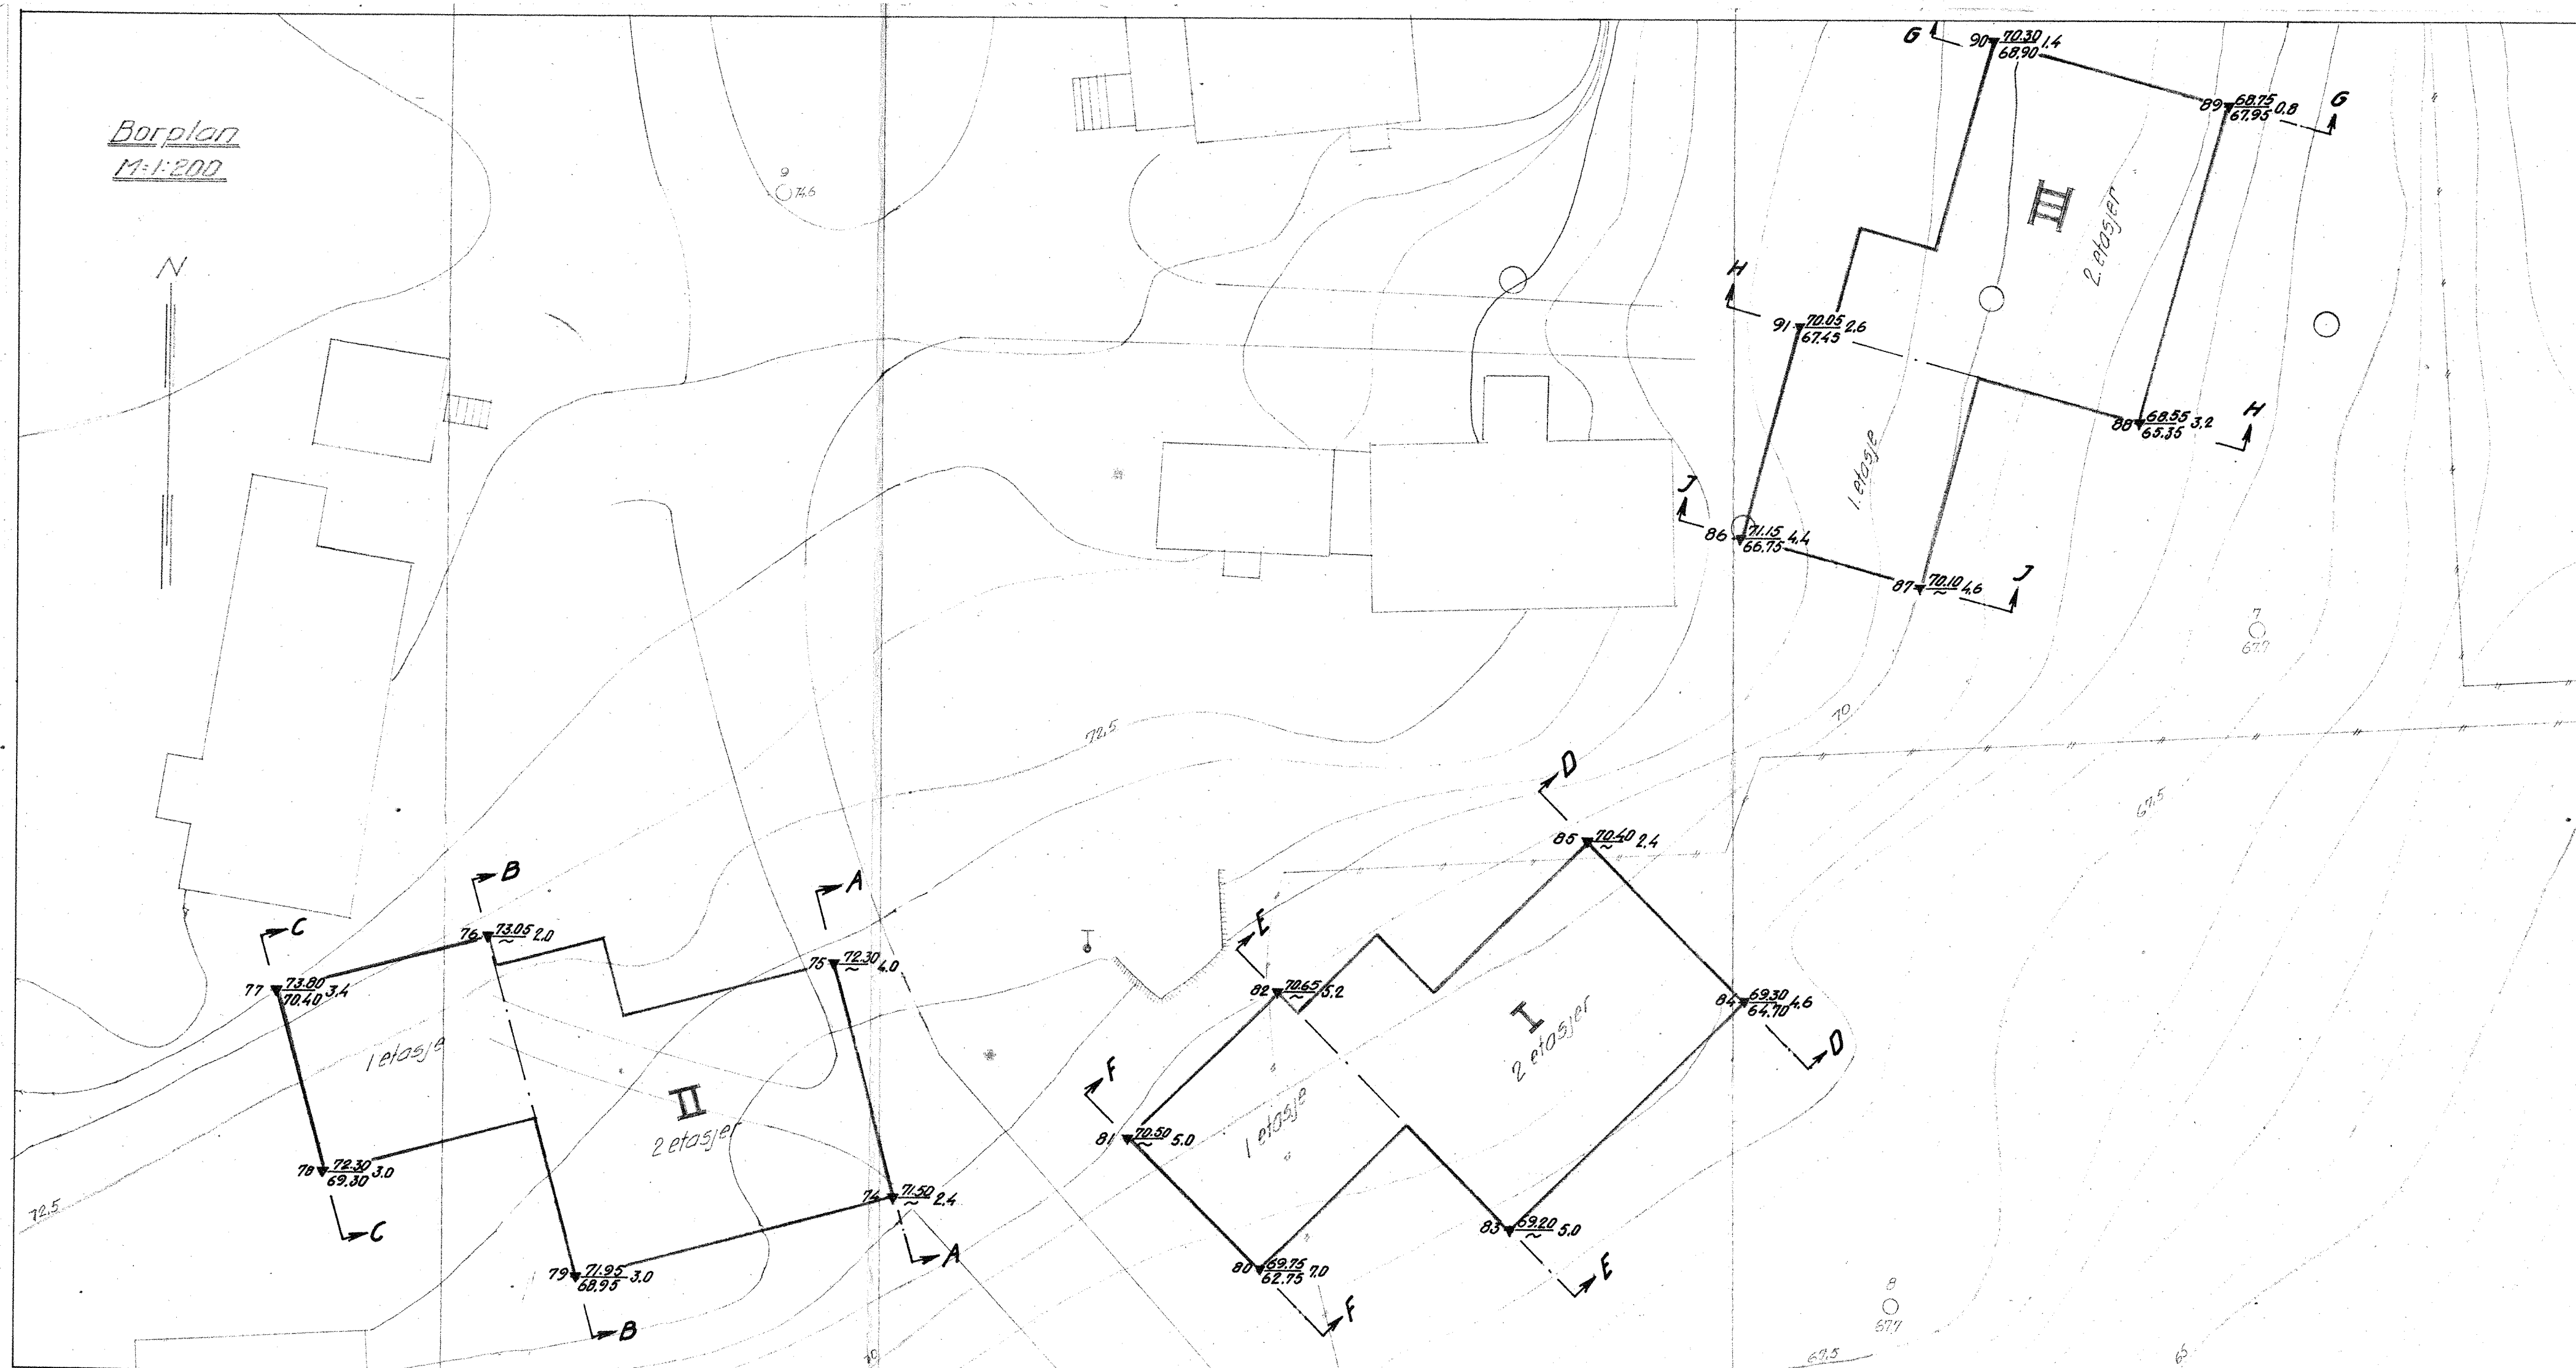 Borplan
M=1:200
N
9
74.6
G
90 70.30 1.4
68.90
89 68.75 0.8
67.95
G
III
2. etasjer
H
91 70.05 2.6
67.45
88 68.55 3.2
65.35
H
1. etasje
J
86 71.15 4.4
66.75
87 70.10 4.6
~
J
7
67.7
70
72.5
67.5
D
85 70.40 2.4
~
B
A
C
76 73.05 2.0
~
75 72.30 4.0
~
77 73.80 3.4
70.40
E
82 70.65 5.2
~
84 69.30 4.6
64.70
D
I
2 etasjer
1 etasje
II
2 etasjer
F
81 70.50 5.0
~
1 etasje
78 72.30 3.0
69.30
74 71.50 2.4
~
72.5
C
A
83 69.20 5.0
~
E
79 71.95 3.0
68.95
80 69.75 7.0
62.75
F
B
8
67.7
70
67.5
65